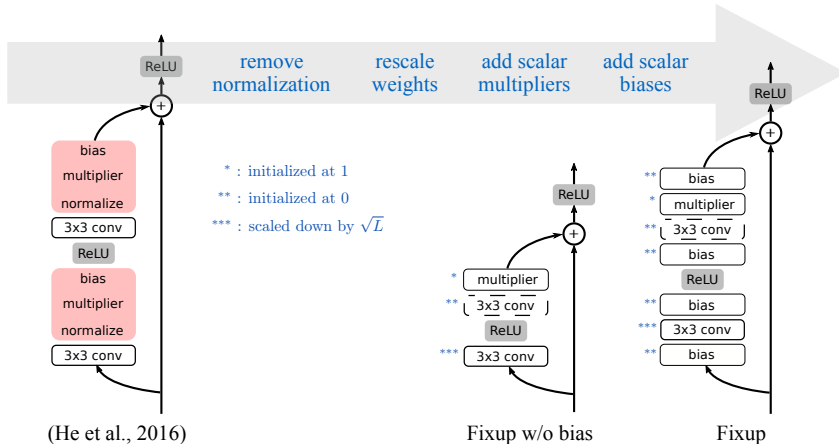 remove
normalization
rescale
weights
add scalar
multipliers
add scalar
biases
ReLU
+
bias
multiplier
normalize
3x3 conv
ReLU
bias
multiplier
normalize
3x3 conv
(He et al., 2016)
* : initialized at 1
** : initialized at 0
*** : scaled down by √L
ReLU
+
* multiplier
** 3x3 conv
ReLU
*** 3x3 conv
Fixup w/o bias
ReLU
+
** bias
* multiplier
** 3x3 conv
** bias
ReLU
** bias
*** 3x3 conv
** bias
Fixup